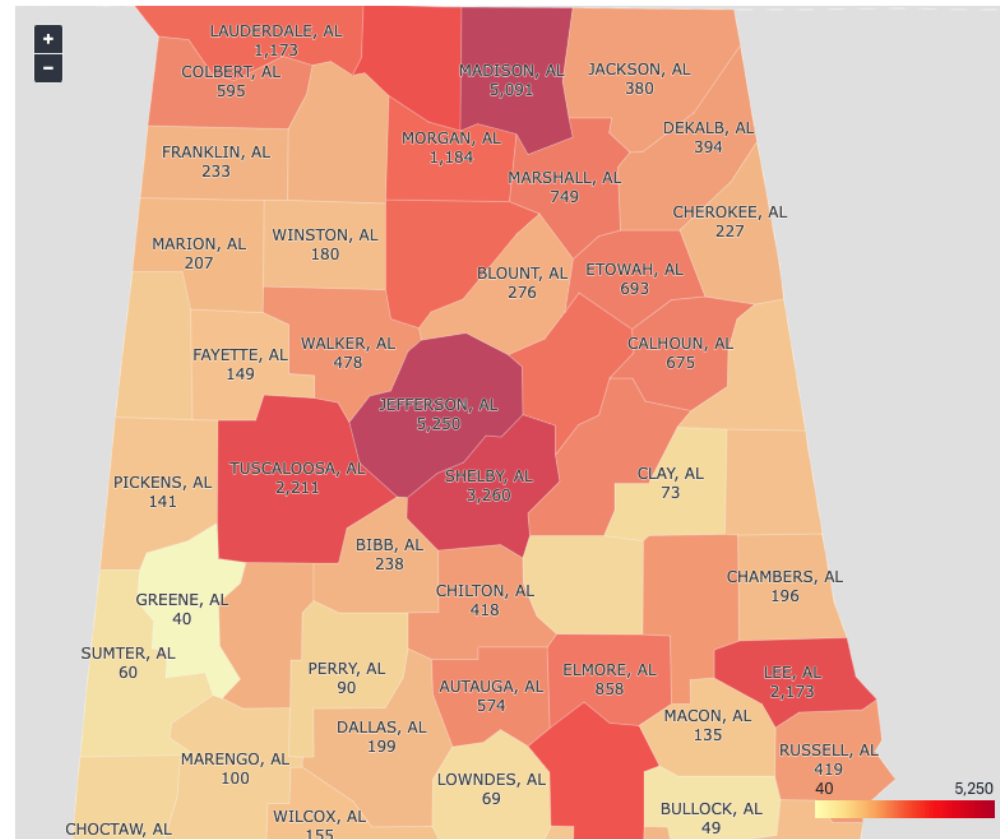 +
−
LAUDERDALE, AL
1,173
MADISON, AL
5,091
COLBERT, AL
595
JACKSON, AL
380
MORGAN, AL
1,184
DEKALB, AL
394
FRANKLIN, AL
233
MARSHALL, AL
749
CHEROKEE, AL
227
MARION, AL
207
WINSTON, AL
180
BLOUNT, AL
276
ETOWAH, AL
693
FAYETTE, AL
149
WALKER, AL
478
CALHOUN, AL
675
JEFFERSON, AL
5,250
PICKENS, AL
141
TUSCALOOSA, AL
2,211
SHELBY, AL
3,260
CLAY, AL
73
BIBB, AL
238
CHILTON, AL
418
CHAMBERS, AL
196
GREENE, AL
40
SUMTER, AL
60
PERRY, AL
90
AUTAUGA, AL
574
ELMORE, AL
858
LEE, AL
2,173
MACON, AL
135
DALLAS, AL
199
RUSSELL, AL
419
MARENGO, AL
100
LOWNDES, AL
69
BULLOCK, AL
49
WILCOX, AL
155
CHOCTAW, AL
40
5,250